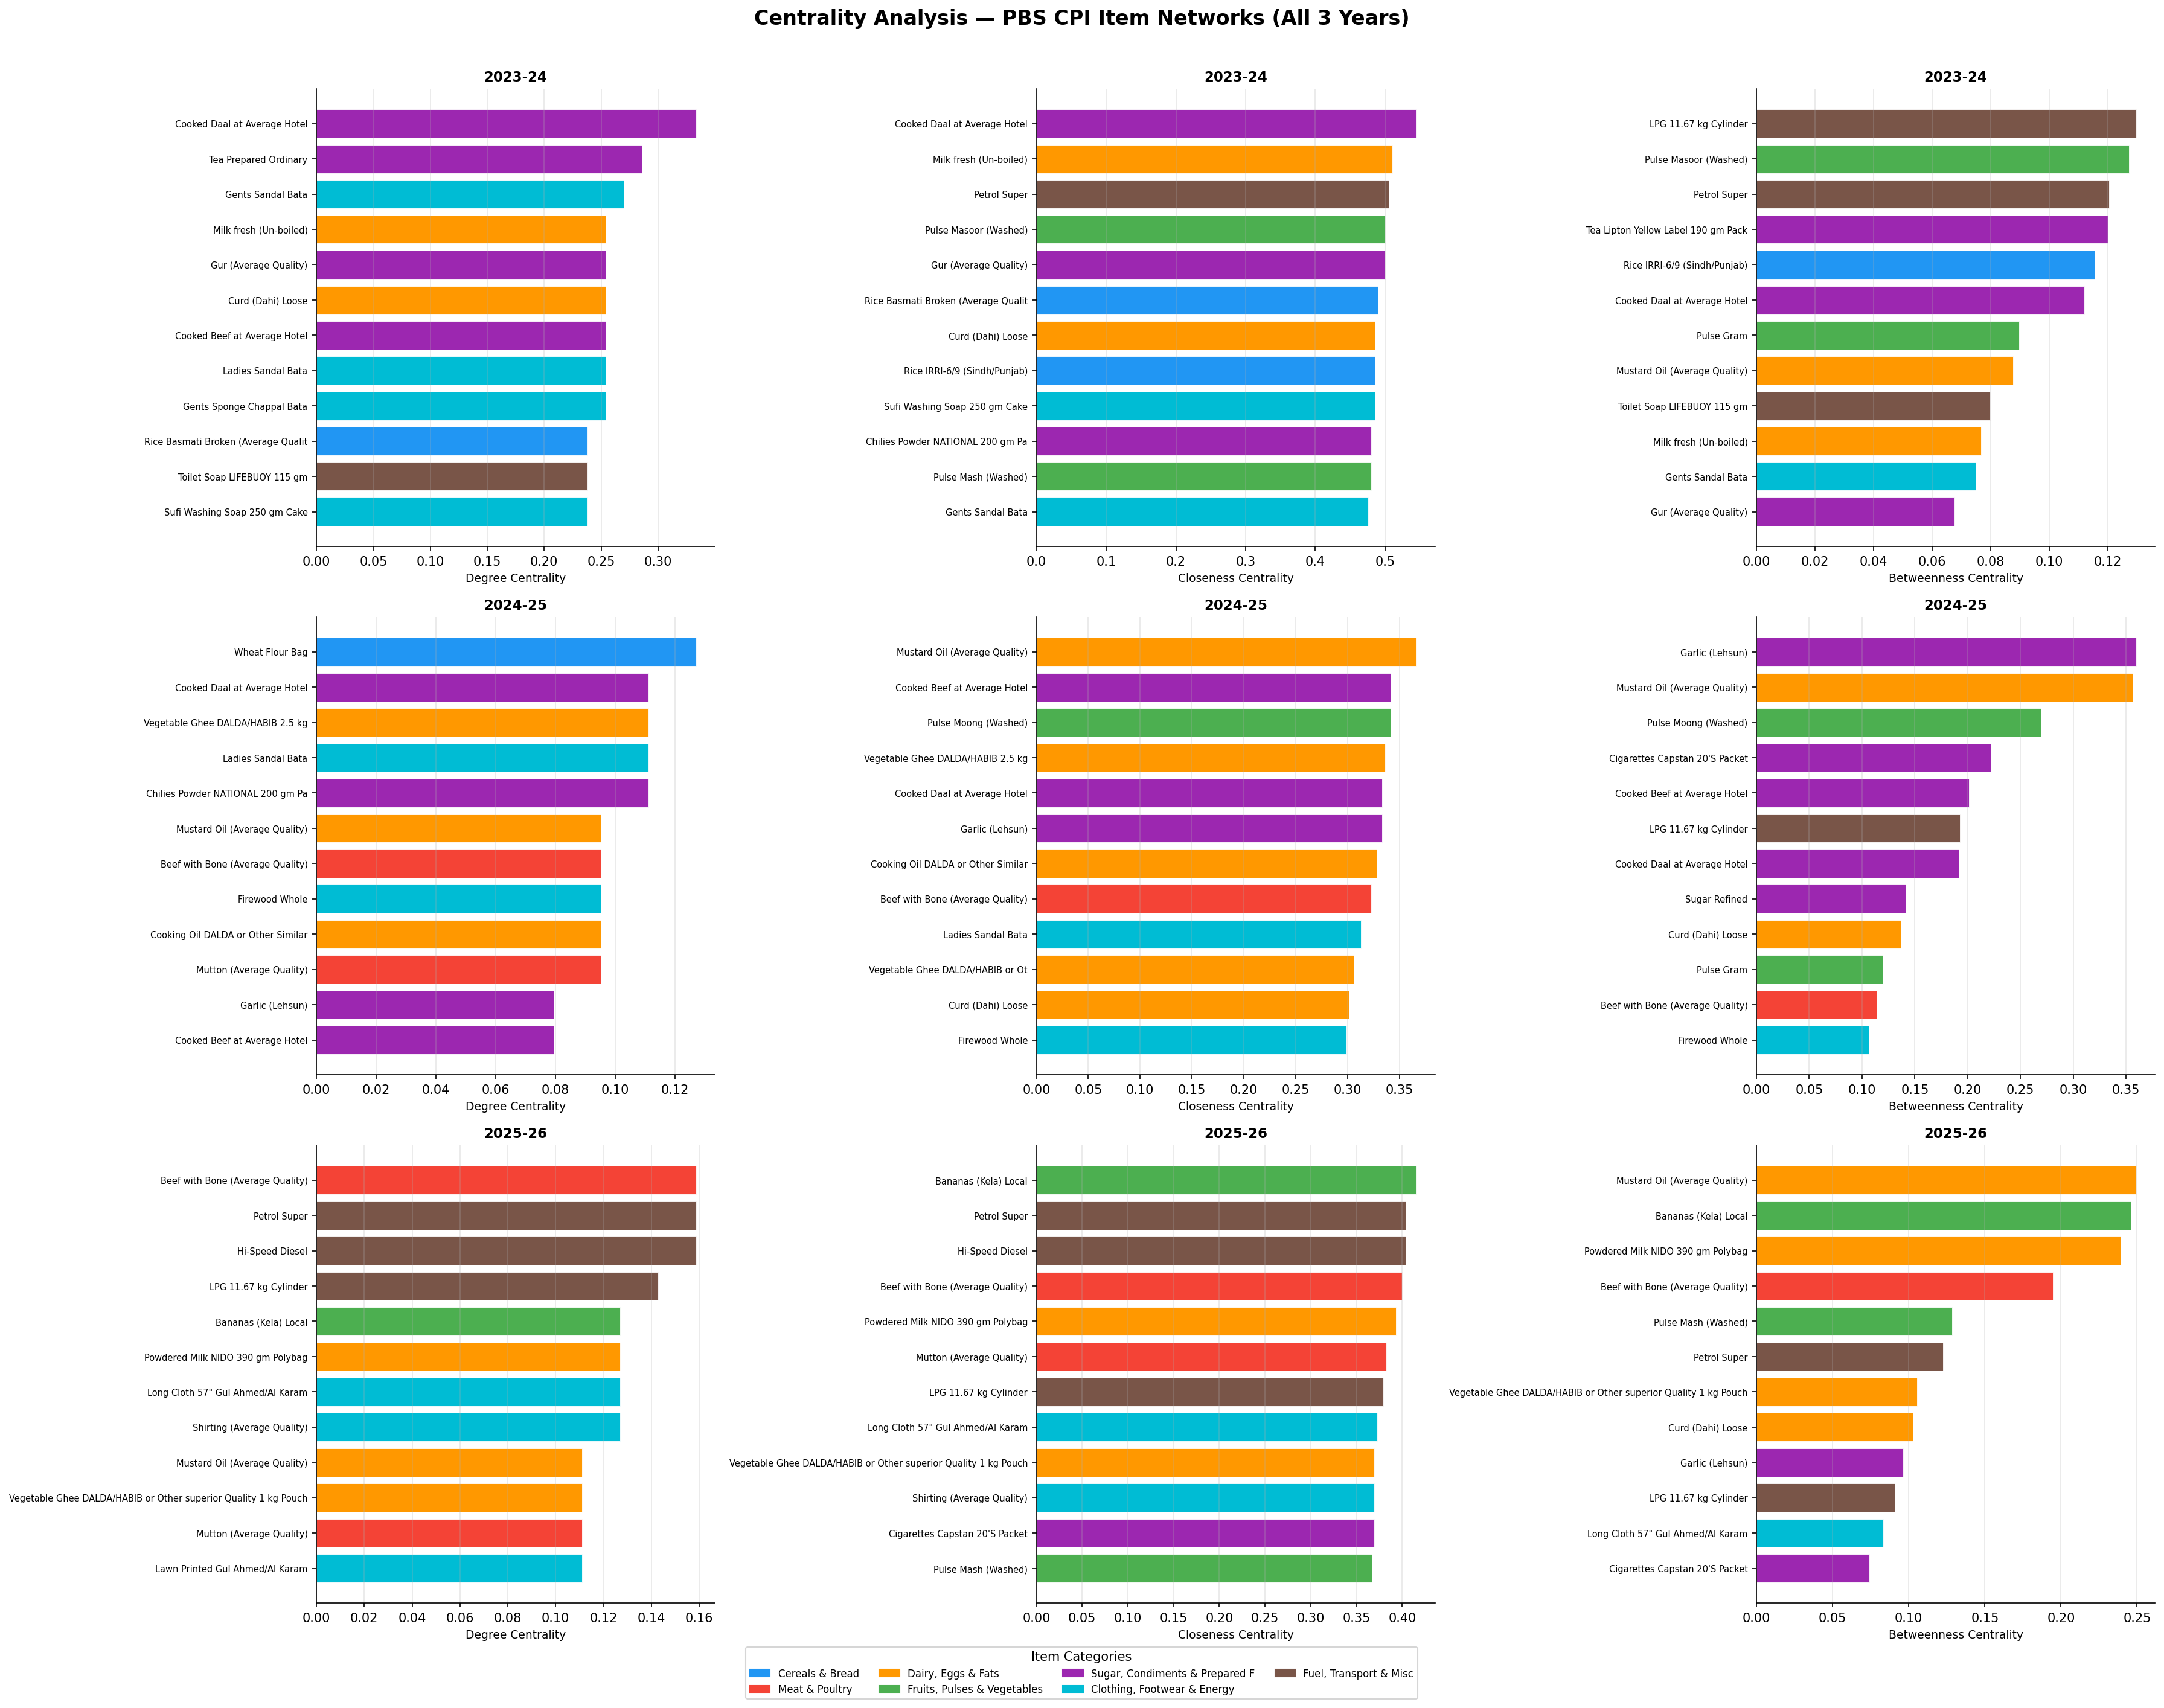 Centrality Analysis — PBS CPI Item Networks (All 3 Years)
2023-24
Cooked Daal at Average Hotel
Tea Prepared Ordinary
Gents Sandal Bata
Milk fresh (Un-boiled)
Gur (Average Quality)
Curd (Dahi) Loose
Cooked Beef at Average Hotel
Ladies Sandal Bata
Gents Sponge Chappal Bata
Rice Basmati Broken (Average Qualit
Toilet Soap LIFEBUOY 115 gm
Sufi Washing Soap 250 gm Cake
0.00 0.05 0.10 0.15 0.20 0.25 0.30
Degree Centrality
2023-24
Cooked Daal at Average Hotel
Milk fresh (Un-boiled)
Petrol Super
Pulse Masoor (Washed)
Gur (Average Quality)
Rice Basmati Broken (Average Qualit
Curd (Dahi) Loose
Rice IRRI-6/9 (Sindh/Punjab)
Sufi Washing Soap 250 gm Cake
Chilies Powder NATIONAL 200 gm Pa
Pulse Mash (Washed)
Gents Sandal Bata
0.0 0.1 0.2 0.3 0.4 0.5
Closeness Centrality
2023-24
LPG 11.67 kg Cylinder
Pulse Masoor (Washed)
Petrol Super
Tea Lipton Yellow Label 190 gm Pack
Rice IRRI-6/9 (Sindh/Punjab)
Cooked Daal at Average Hotel
Pulse Gram
Mustard Oil (Average Quality)
Toilet Soap LIFEBUOY 115 gm
Milk fresh (Un-boiled)
Gents Sandal Bata
Gur (Average Quality)
0.00 0.02 0.04 0.06 0.08 0.10 0.12
Betweenness Centrality
2024-25
Wheat Flour Bag
Cooked Daal at Average Hotel
Vegetable Ghee DALDA/HABIB 2.5 kg
Ladies Sandal Bata
Chilies Powder NATIONAL 200 gm Pa
Mustard Oil (Average Quality)
Beef with Bone (Average Quality)
Firewood Whole
Cooking Oil DALDA or Other Similar
Mutton (Average Quality)
Garlic (Lehsun)
Cooked Beef at Average Hotel
0.00 0.02 0.04 0.06 0.08 0.10 0.12
Degree Centrality
2024-25
Mustard Oil (Average Quality)
Cooked Beef at Average Hotel
Pulse Moong (Washed)
Vegetable Ghee DALDA/HABIB 2.5 kg
Cooked Daal at Average Hotel
Garlic (Lehsun)
Cooking Oil DALDA or Other Similar
Beef with Bone (Average Quality)
Ladies Sandal Bata
Vegetable Ghee DALDA/HABIB or Ot
Curd (Dahi) Loose
Firewood Whole
0.00 0.05 0.10 0.15 0.20 0.25 0.30 0.35
Closeness Centrality
2024-25
Garlic (Lehsun)
Mustard Oil (Average Quality)
Pulse Moong (Washed)
Cigarettes Capstan 20'S Packet
Cooked Beef at Average Hotel
LPG 11.67 kg Cylinder
Cooked Daal at Average Hotel
Sugar Refined
Curd (Dahi) Loose
Pulse Gram
Beef with Bone (Average Quality)
Firewood Whole
0.00 0.05 0.10 0.15 0.20 0.25 0.30 0.35
Betweenness Centrality
2025-26
Beef with Bone (Average Quality)
Petrol Super
Hi-Speed Diesel
LPG 11.67 kg Cylinder
Bananas (Kela) Local
Powdered Milk NIDO 390 gm Polybag
Long Cloth 57" Gul Ahmed/Al Karam
Shirting (Average Quality)
Mustard Oil (Average Quality)
Vegetable Ghee DALDA/HABIB or Other superior Quality 1 kg Pouch
Mutton (Average Quality)
Lawn Printed Gul Ahmed/Al Karam
0.00 0.02 0.04 0.06 0.08 0.10 0.12 0.14 0.16
Degree Centrality
2025-26
Bananas (Kela) Local
Petrol Super
Hi-Speed Diesel
Beef with Bone (Average Quality)
Powdered Milk NIDO 390 gm Polybag
Mutton (Average Quality)
LPG 11.67 kg Cylinder
Long Cloth 57" Gul Ahmed/Al Karam
Vegetable Ghee DALDA/HABIB or Other superior Quality 1 kg Pouch
Shirting (Average Quality)
Cigarettes Capstan 20'S Packet
Pulse Mash (Washed)
0.00 0.05 0.10 0.15 0.20 0.25 0.30 0.35 0.40
Closeness Centrality
2025-26
Mustard Oil (Average Quality)
Bananas (Kela) Local
Powdered Milk NIDO 390 gm Polybag
Beef with Bone (Average Quality)
Pulse Mash (Washed)
Petrol Super
Vegetable Ghee DALDA/HABIB or Other superior Quality 1 kg Pouch
Curd (Dahi) Loose
Garlic (Lehsun)
LPG 11.67 kg Cylinder
Long Cloth 57" Gul Ahmed/Al Karam
Cigarettes Capstan 20'S Packet
0.00 0.05 0.10 0.15 0.20 0.25
Betweenness Centrality
Item Categories
Cereals & Bread Dairy, Eggs & Fats Sugar, Condiments & Prepared F Fuel, Transport & Misc
Meat & Poultry Fruits, Pulses & Vegetables Clothing, Footwear & Energy